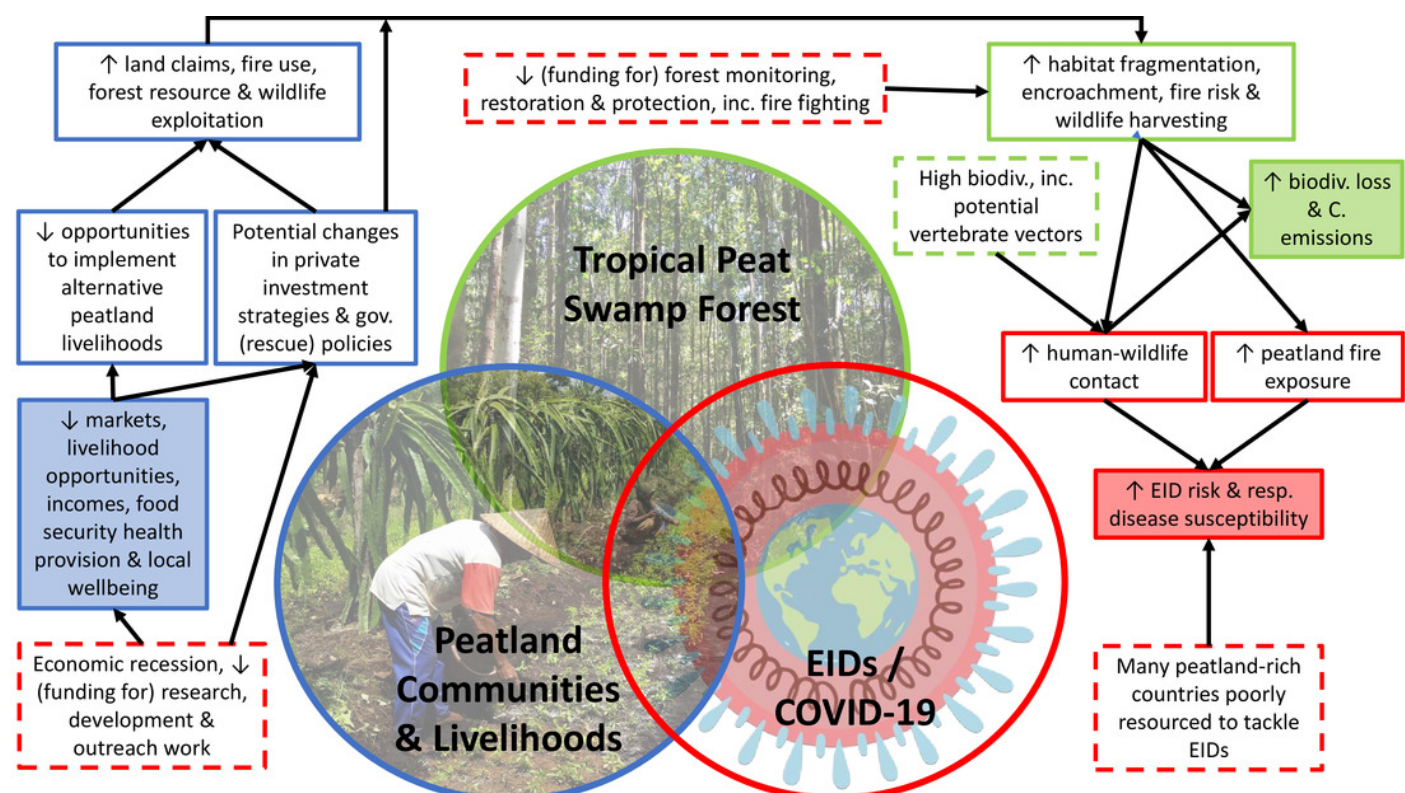 ↑ land claims, fire use,
forest resource & wildlife
exploitation
↓ (funding for) forest monitoring,
restoration & protection, inc. fire fighting
↑ habitat fragmentation,
encroachment, fire risk &
wildlife harvesting
High biodiv., inc.
potential
vertebrate vectors
↑ biodiv. loss
& C.
emissions
↓ opportunities
to implement
alternative
peatland
livelihoods
Potential changes
in private
investment
strategies & gov.
(rescue) policies
Tropical Peat
Swamp Forest
↑ human-wildlife
contact
↑ peatland fire
exposure
↓ markets,
livelihood
opportunities,
incomes, food
security health
provision & local
wellbeing
↑ EID risk & resp.
disease susceptibility
Economic recession, ↓
(funding for) research,
development &
outreach work
Peatland
Communities
& Livelihoods
EIDs /
COVID-19
Many peatland-rich
countries poorly
resourced to tackle
EIDs